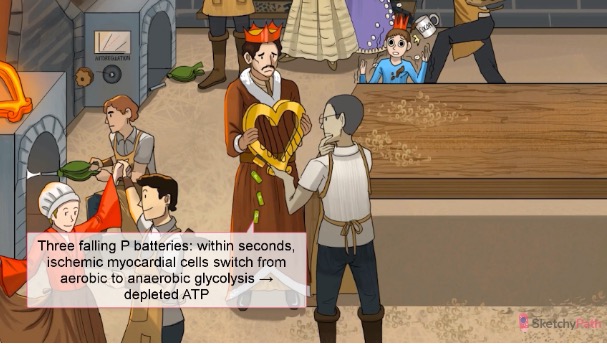 Three falling P batteries: within seconds,
ischemic myocardial cells switch from
aerobic to anaerobic glycolysis →
depleted ATP
SketchyPath